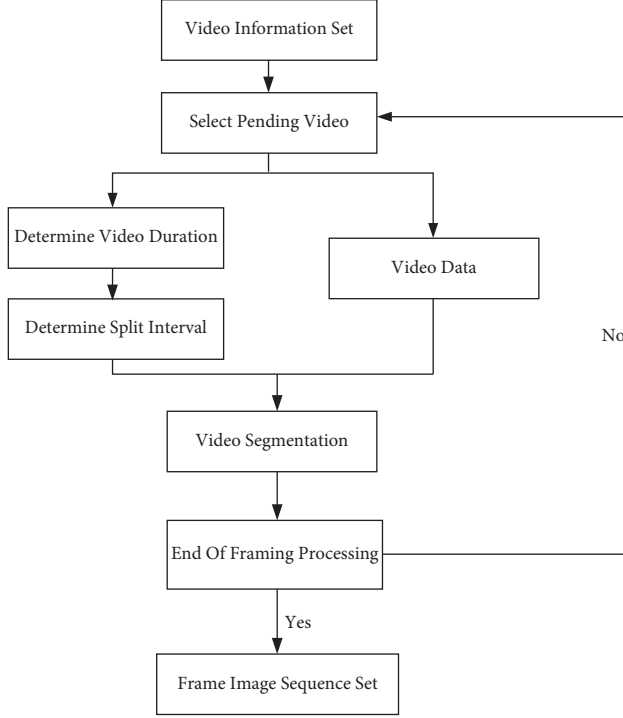 Video Information Set
Select Pending Video
Determine Video Duration
Video Data
Determine Split Interval
No
Video Segmentation
End Of Framing Processing
Yes
Frame Image Sequence Set